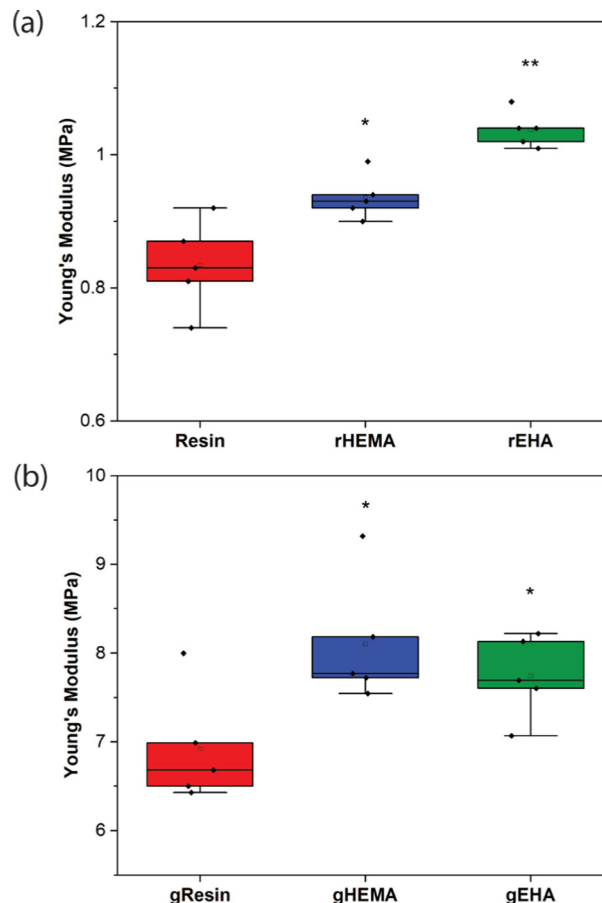 (a)
1.2
**
*
1
Young's Modulus (MPa)
0.8
0.6
Resin rHEMA rEHA
(b)
10
*
9
*
8
Young's Modulus (MPa)
7
6
gResin gHEMA gEHA